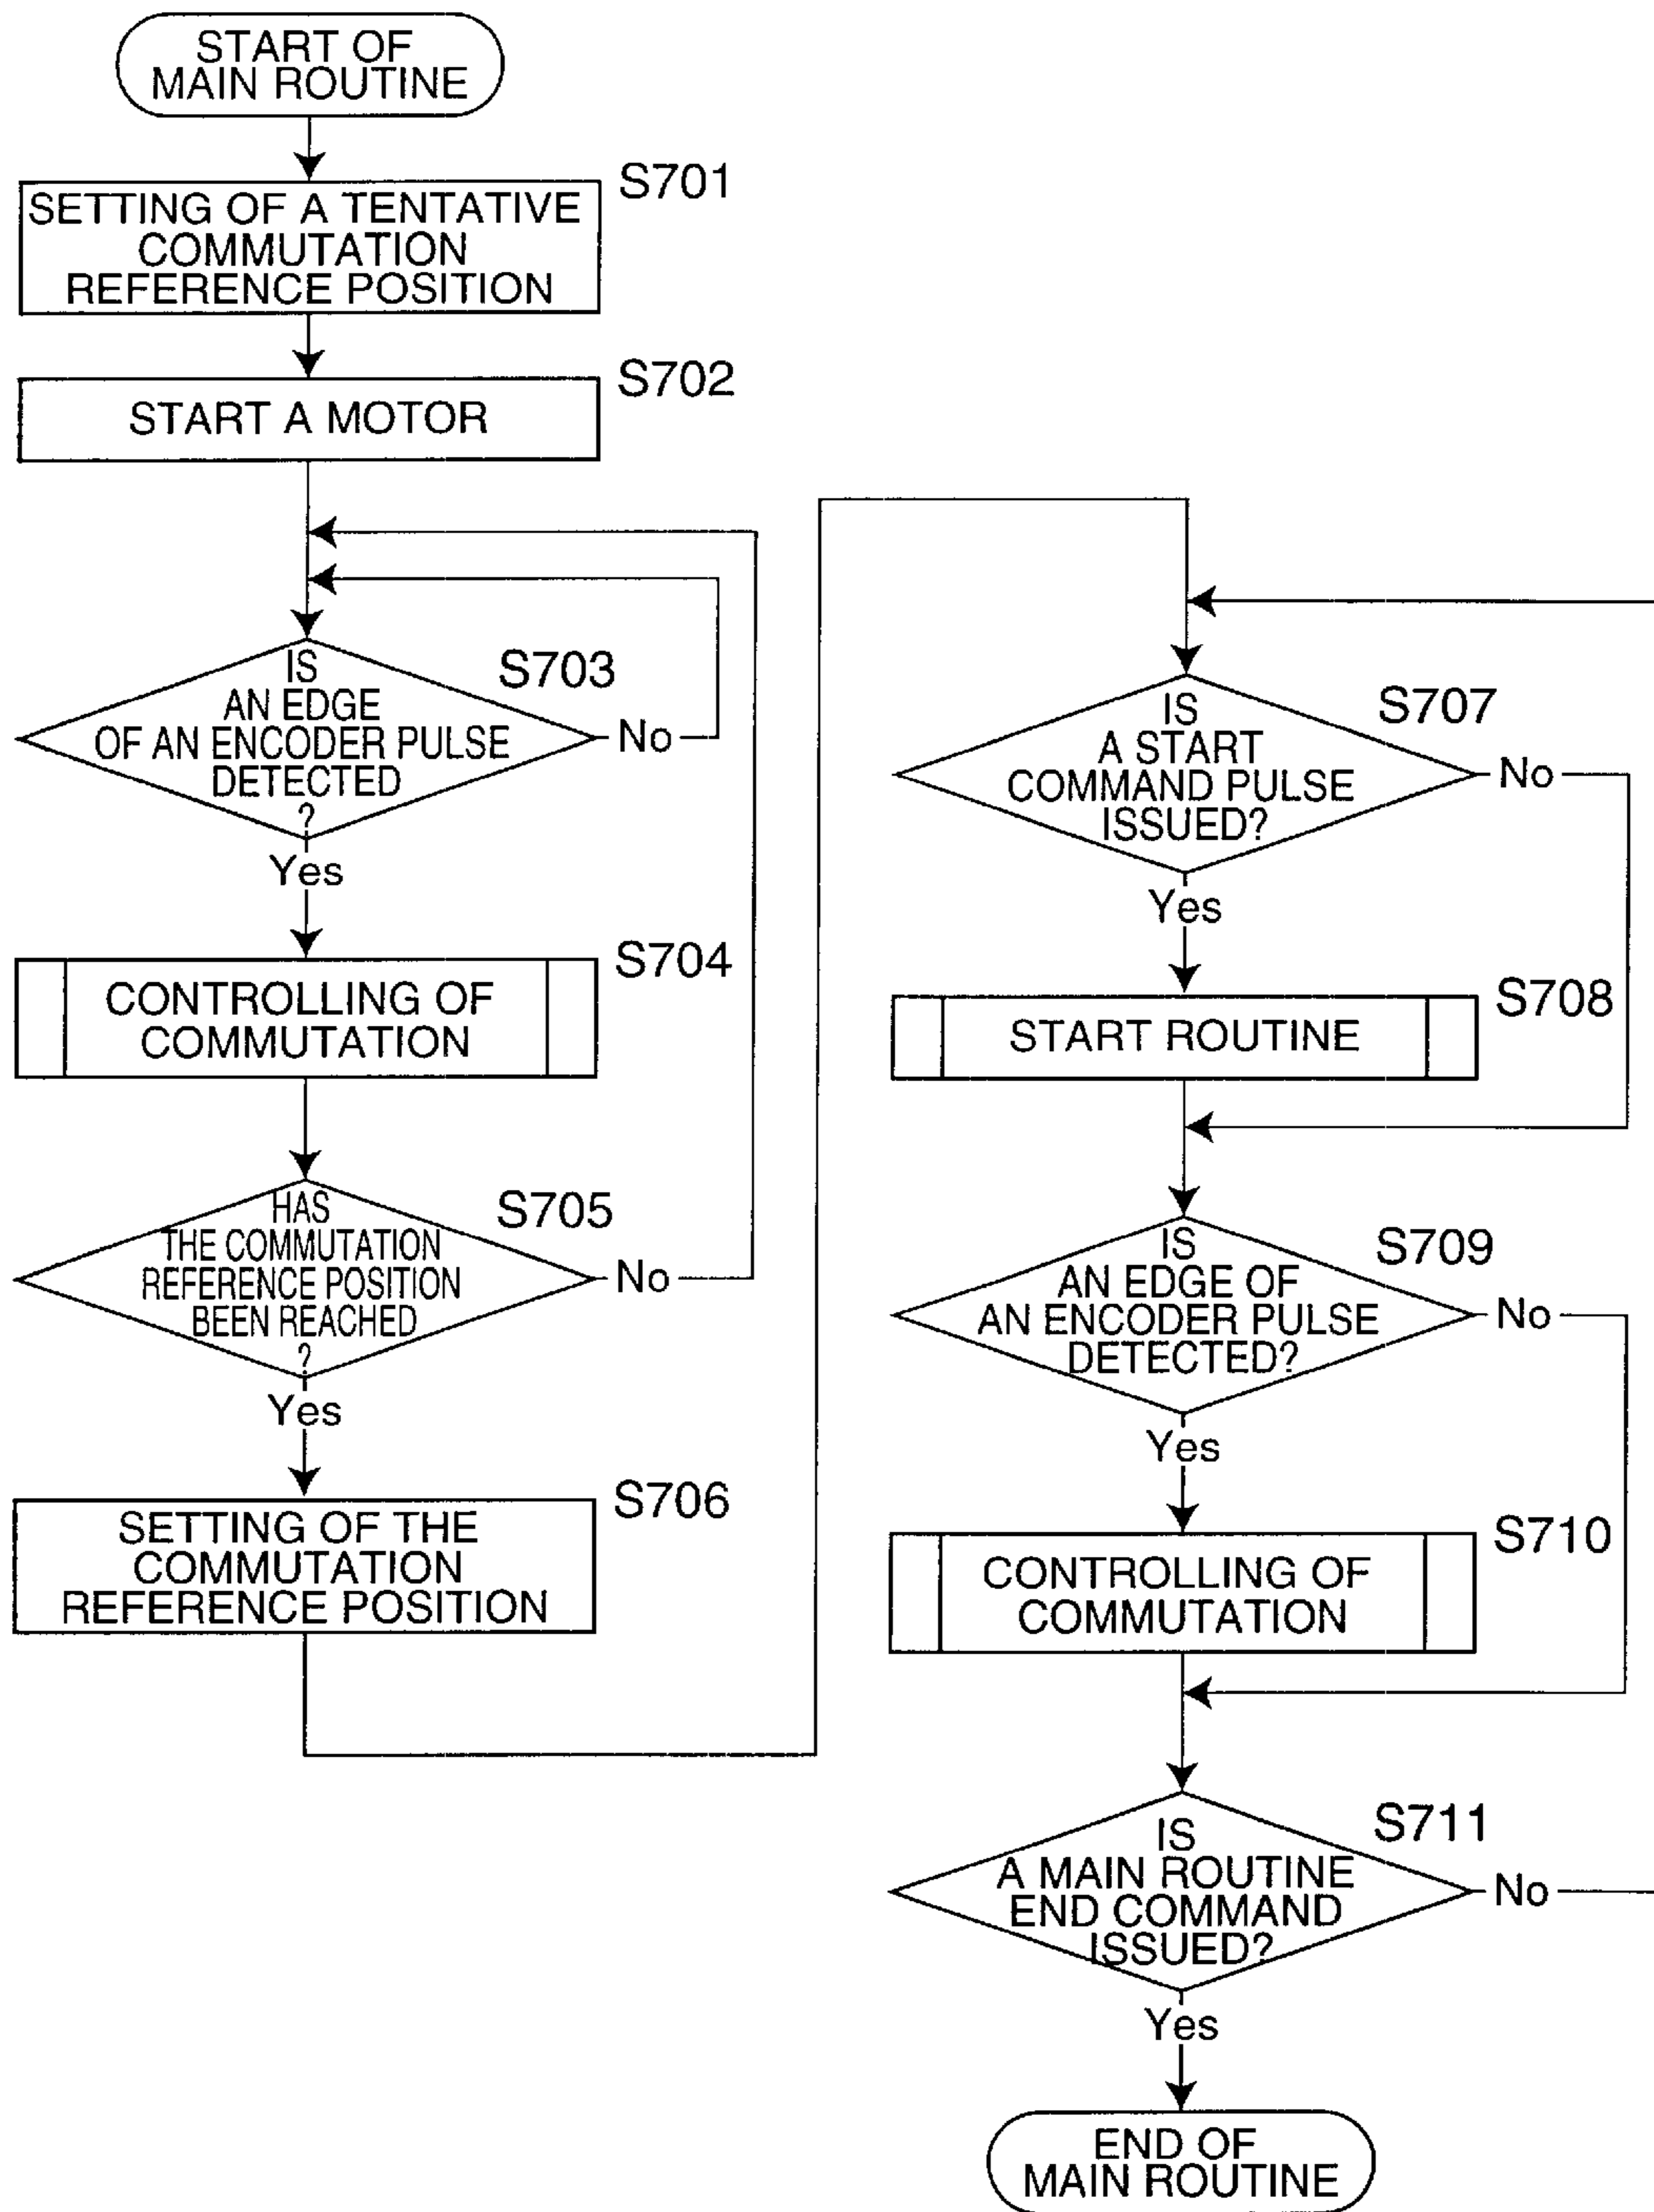 START OF
MAIN ROUTINE
S701
SETTING OF A TENTATIVE
COMMUTATION
REFERENCE POSITION
S702
START A MOTOR
S703
IS
AN EDGE
OF AN ENCODER PULSE
DETECTED
?
No
Yes
S704
CONTROLLING OF
COMMUTATION
S705
HAS
THE COMMUTATION
REFERENCE POSITION
BEEN REACHED
?
No
Yes
S706
SETTING OF THE
COMMUTATION
REFERENCE POSITION
S707
IS
A START
COMMAND PULSE
ISSUED?
No
Yes
S708
START ROUTINE
S709
IS
AN EDGE OF
AN ENCODER PULSE
DETECTED?
No
Yes
S710
CONTROLLING OF
COMMUTATION
S711
IS
A MAIN ROUTINE
END COMMAND
ISSUED?
No
Yes
END OF
MAIN ROUTINE